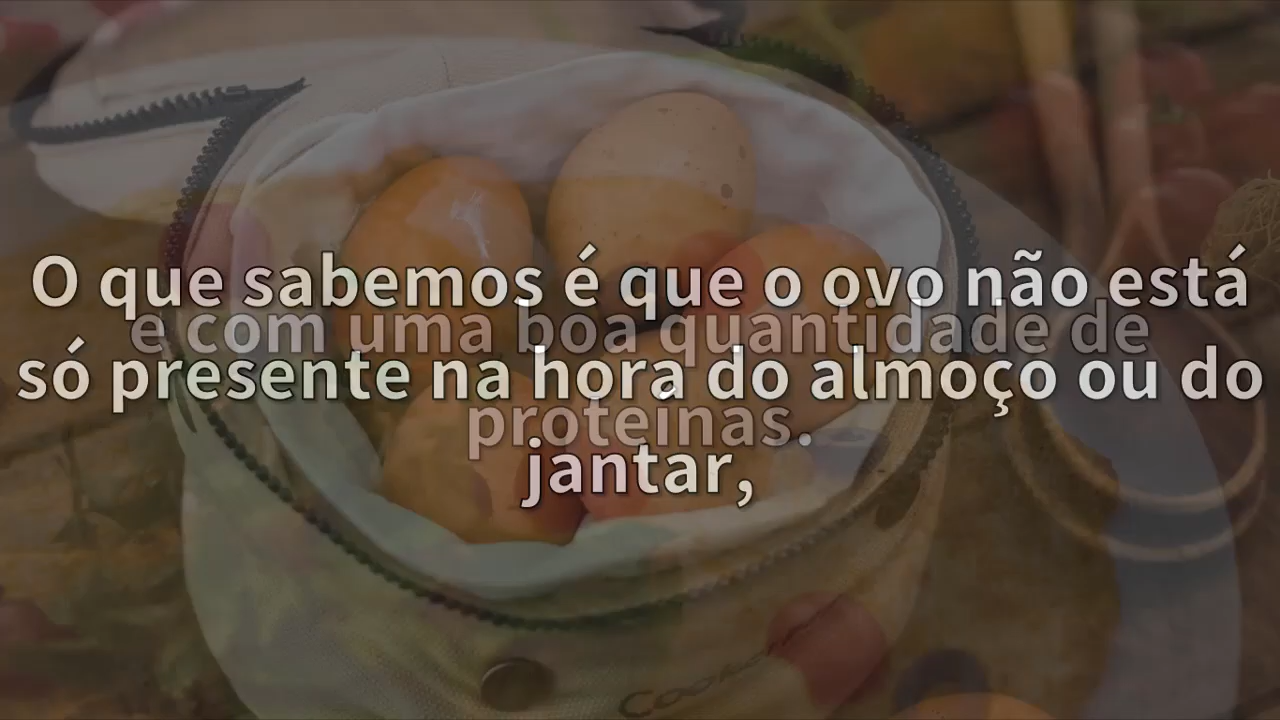 O que sabemos é que o ovo não está
e com uma boa quantidade de
só presente na hora do almoço ou do
proteínas.
jantar,